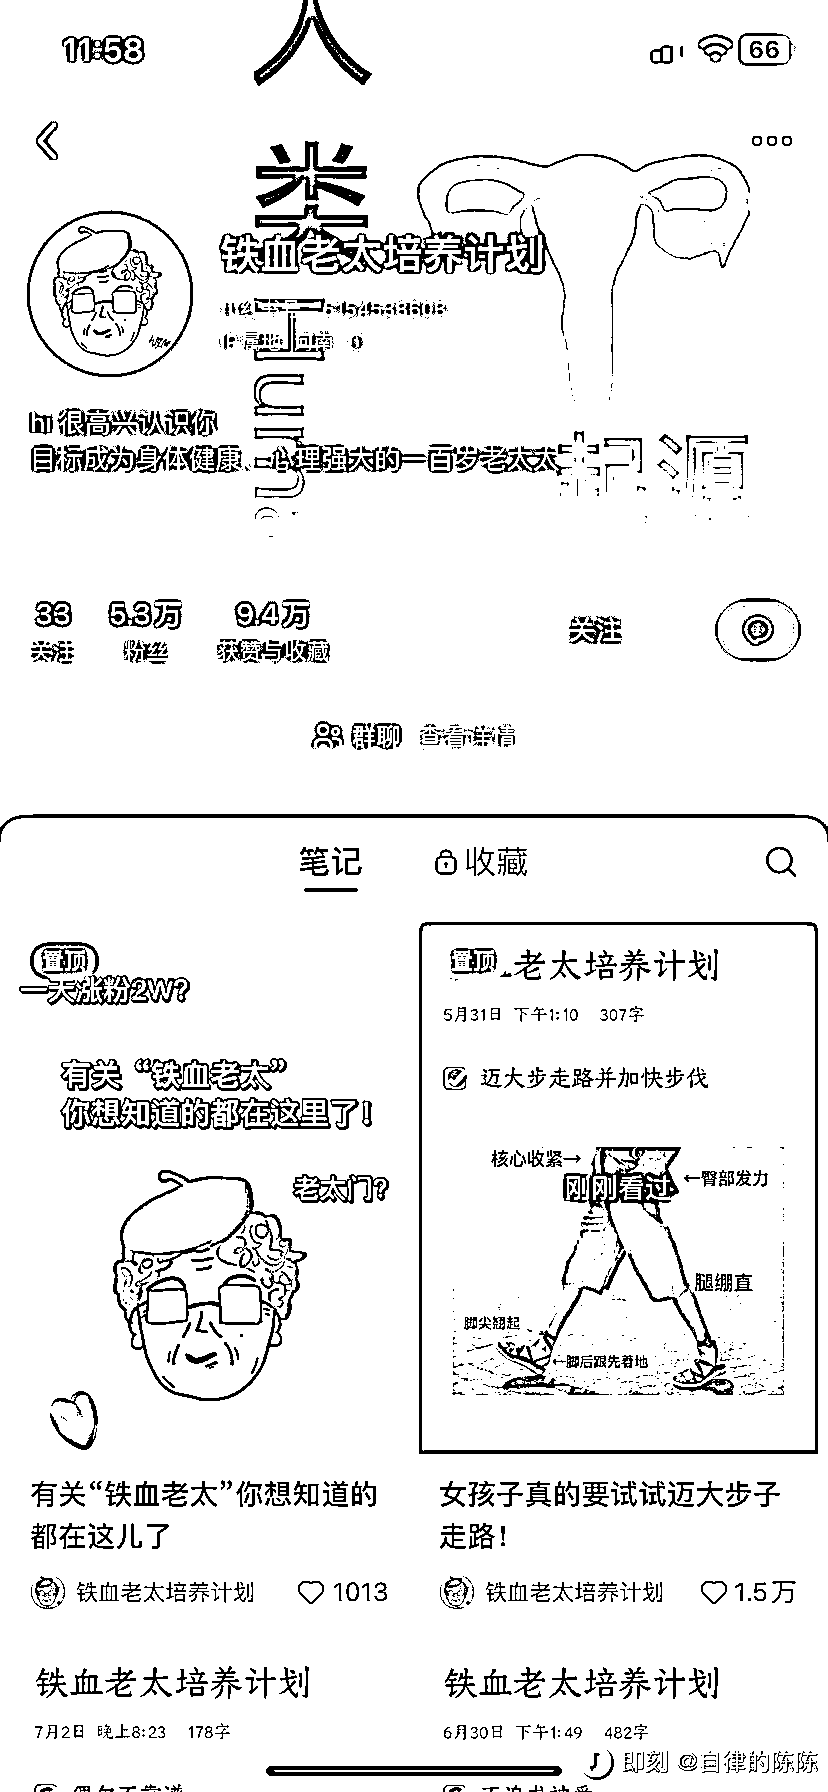 11:58
66
人
类
铁血老太培养计划
hi 很高兴认识你
目标成为身体健康、心理强大的一百岁老太太
起源
33 5.3万 9.4万
关注 粉丝 获赞与收藏
关注
群聊 查看详情
笔记 收藏
置顶
一天涨粉2W?
有关“铁血老太”
你想知道的都在这里了!
老太门?
有关“铁血老太”你想知道的
都在这儿了
铁血老太培养计划 1013
置顶 老太培养计划
5月31日 下午1:10 307字
迈大步走路并加快步伐
核心收紧→
刚刚看过
←臀部发力
腿绷直
脚尖翘起
←脚后跟先着地
女孩子真的要试试迈大步子
走路!
铁血老太培养计划 1.5万
铁血老太培养计划
7月2日 晚上8:23 178字
铁血老太培养计划
6月30日 下午1:49 482字
即刻 @自律的陈陈